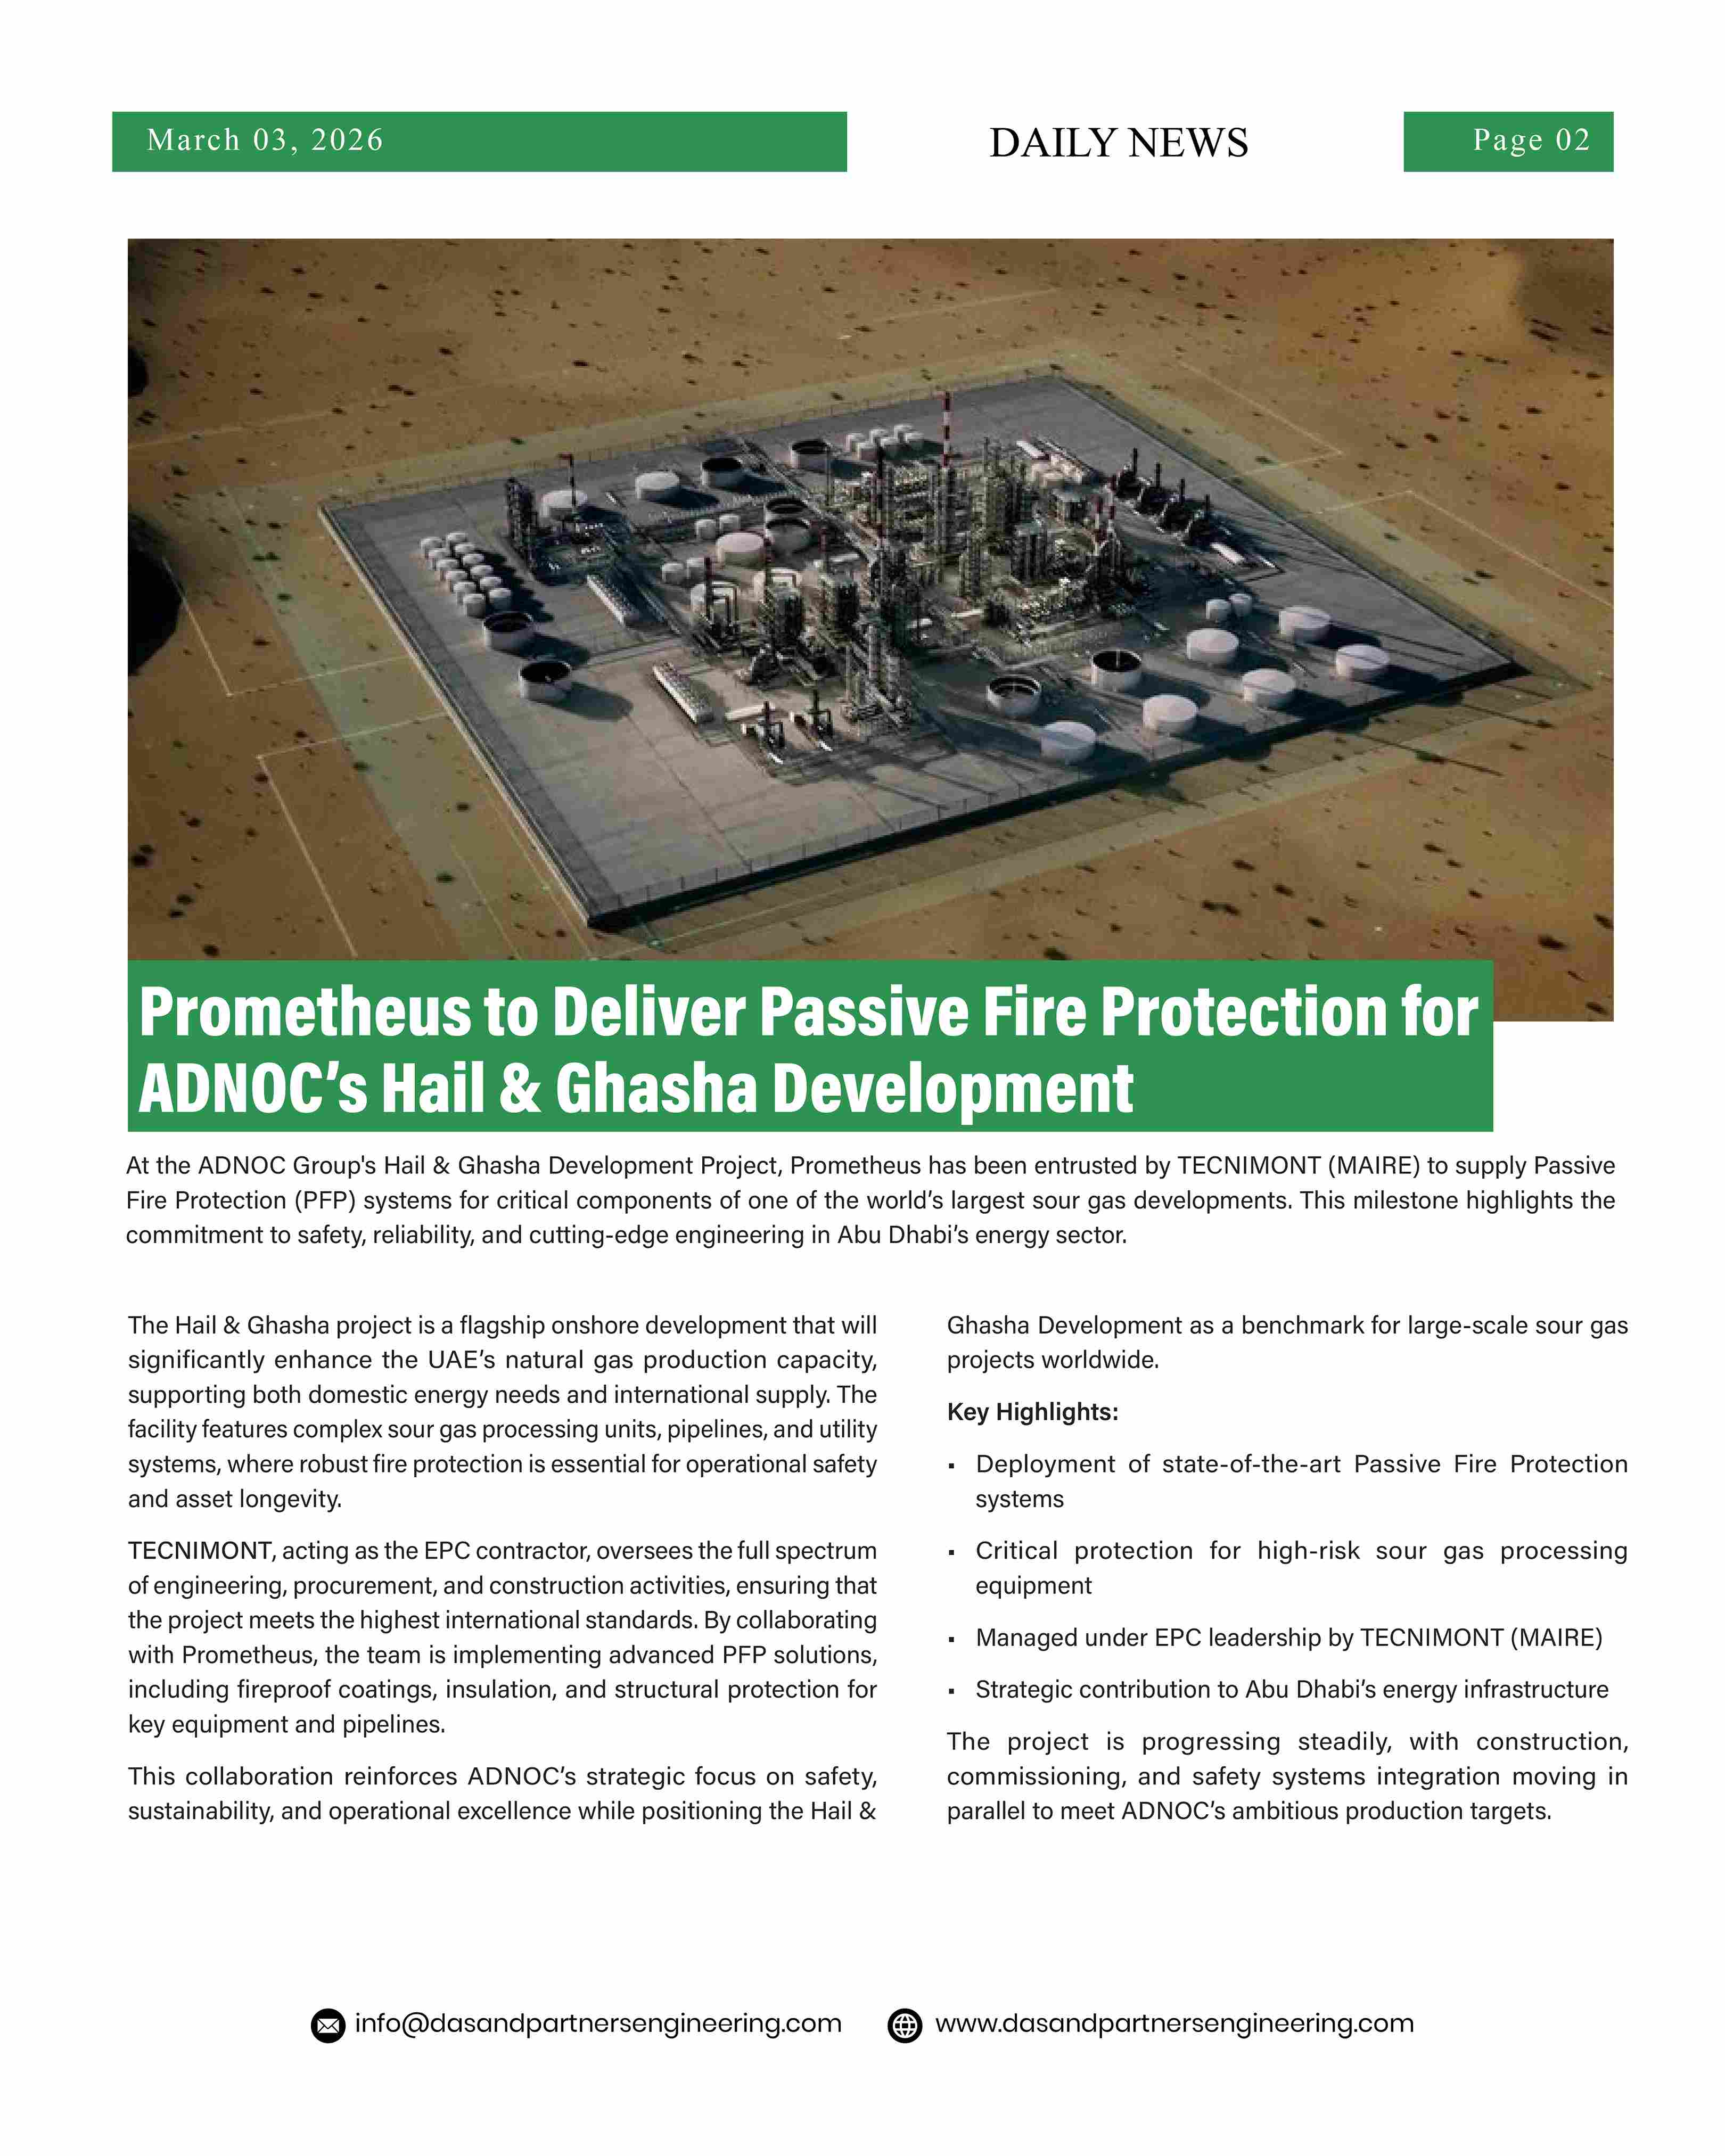 March 03, 2026
DAILY NEWS
Page 02
Prometheus to Deliver Passive Fire Protection for
ADNOC’s Hail & Ghasha Development
At the ADNOC Group's Hail & Ghasha Development Project, Prometheus has been entrusted by TECNIMONT (MAIRE) to supply Passive
Fire Protection (PFP) systems for critical components of one of the world’s largest sour gas developments. This milestone highlights the
commitment to safety, reliability, and cutting-edge engineering in Abu Dhabi’s energy sector.
The Hail & Ghasha project is a flagship onshore development that will
significantly enhance the UAE’s natural gas production capacity,
supporting both domestic energy needs and international supply. The
facility features complex sour gas processing units, pipelines, and utility
systems, where robust fire protection is essential for operational safety
and asset longevity.
TECNIMONT, acting as the EPC contractor, oversees the full spectrum
of engineering, procurement, and construction activities, ensuring that
the project meets the highest international standards. By collaborating
with Prometheus, the team is implementing advanced PFP solutions,
including fireproof coatings, insulation, and structural protection for
key equipment and pipelines.
This collaboration reinforces ADNOC’s strategic focus on safety,
sustainability, and operational excellence while positioning the Hail &
Ghasha Development as a benchmark for large-scale sour gas
projects worldwide.
Key Highlights:
▪ Deployment of state-of-the-art Passive Fire Protection
systems
▪ Critical protection for high-risk sour gas processing
equipment
▪ Managed under EPC leadership by TECNIMONT (MAIRE)
▪ Strategic contribution to Abu Dhabi’s energy infrastructure
The project is progressing steadily, with construction,
commissioning, and safety systems integration moving in
parallel to meet ADNOC’s ambitious production targets.
info@dasandpartnersengineering.com
www.dasandpartnersengineering.com